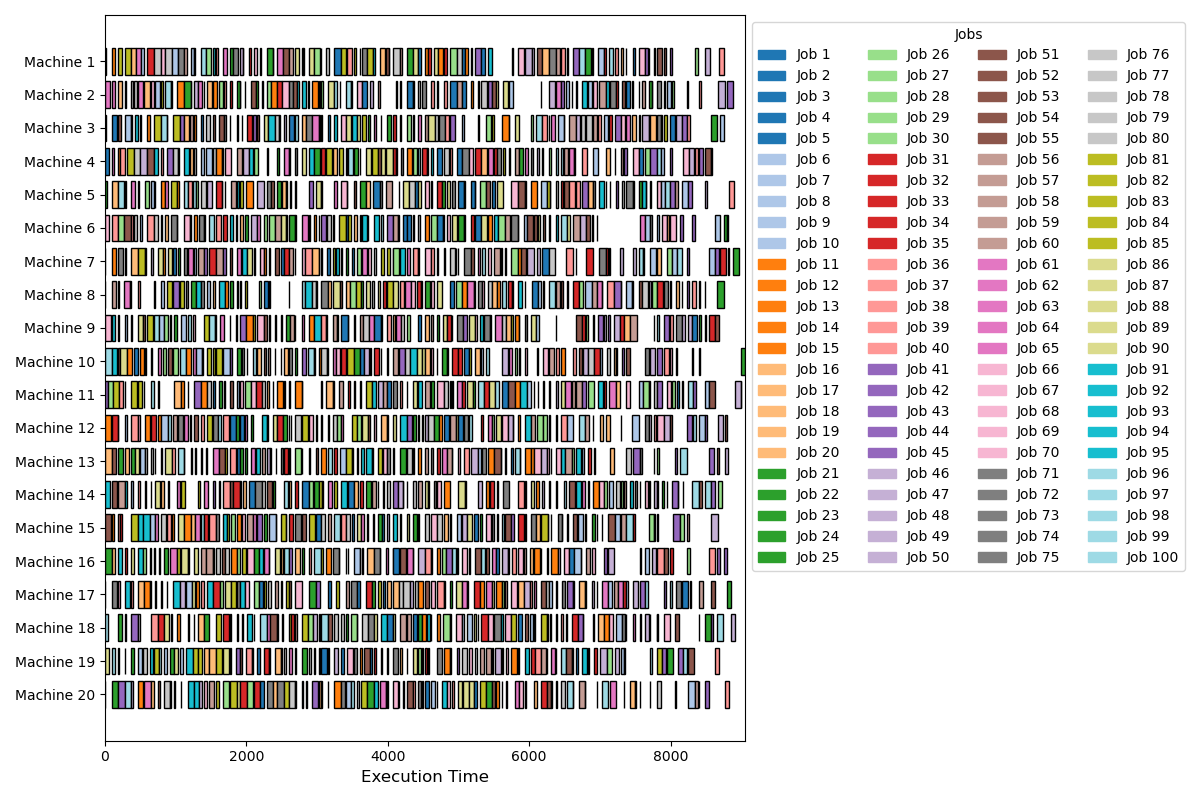 Machine 1
Machine 2
Machine 3
Machine 4
Machine 5
Machine 6
Machine 7
Machine 8
Machine 9
Machine 10
Machine 11
Machine 12
Machine 13
Machine 14
Machine 15
Machine 16
Machine 17
Machine 18
Machine 19
Machine 20
0 2000 4000 6000 8000
Execution Time
Jobs
Job 1 Job 26 Job 51 Job 76
Job 2 Job 27 Job 52 Job 77
Job 3 Job 28 Job 53 Job 78
Job 4 Job 29 Job 54 Job 79
Job 5 Job 30 Job 55 Job 80
Job 6 Job 31 Job 56 Job 81
Job 7 Job 32 Job 57 Job 82
Job 8 Job 33 Job 58 Job 83
Job 9 Job 34 Job 59 Job 84
Job 10 Job 35 Job 60 Job 85
Job 11 Job 36 Job 61 Job 86
Job 12 Job 37 Job 62 Job 87
Job 13 Job 38 Job 63 Job 88
Job 14 Job 39 Job 64 Job 89
Job 15 Job 40 Job 65 Job 90
Job 16 Job 41 Job 66 Job 91
Job 17 Job 42 Job 67 Job 92
Job 18 Job 43 Job 68 Job 93
Job 19 Job 44 Job 69 Job 94
Job 20 Job 45 Job 70 Job 95
Job 21 Job 46 Job 71 Job 96
Job 22 Job 47 Job 72 Job 97
Job 23 Job 48 Job 73 Job 98
Job 24 Job 49 Job 74 Job 99
Job 25 Job 50 Job 75 Job 100